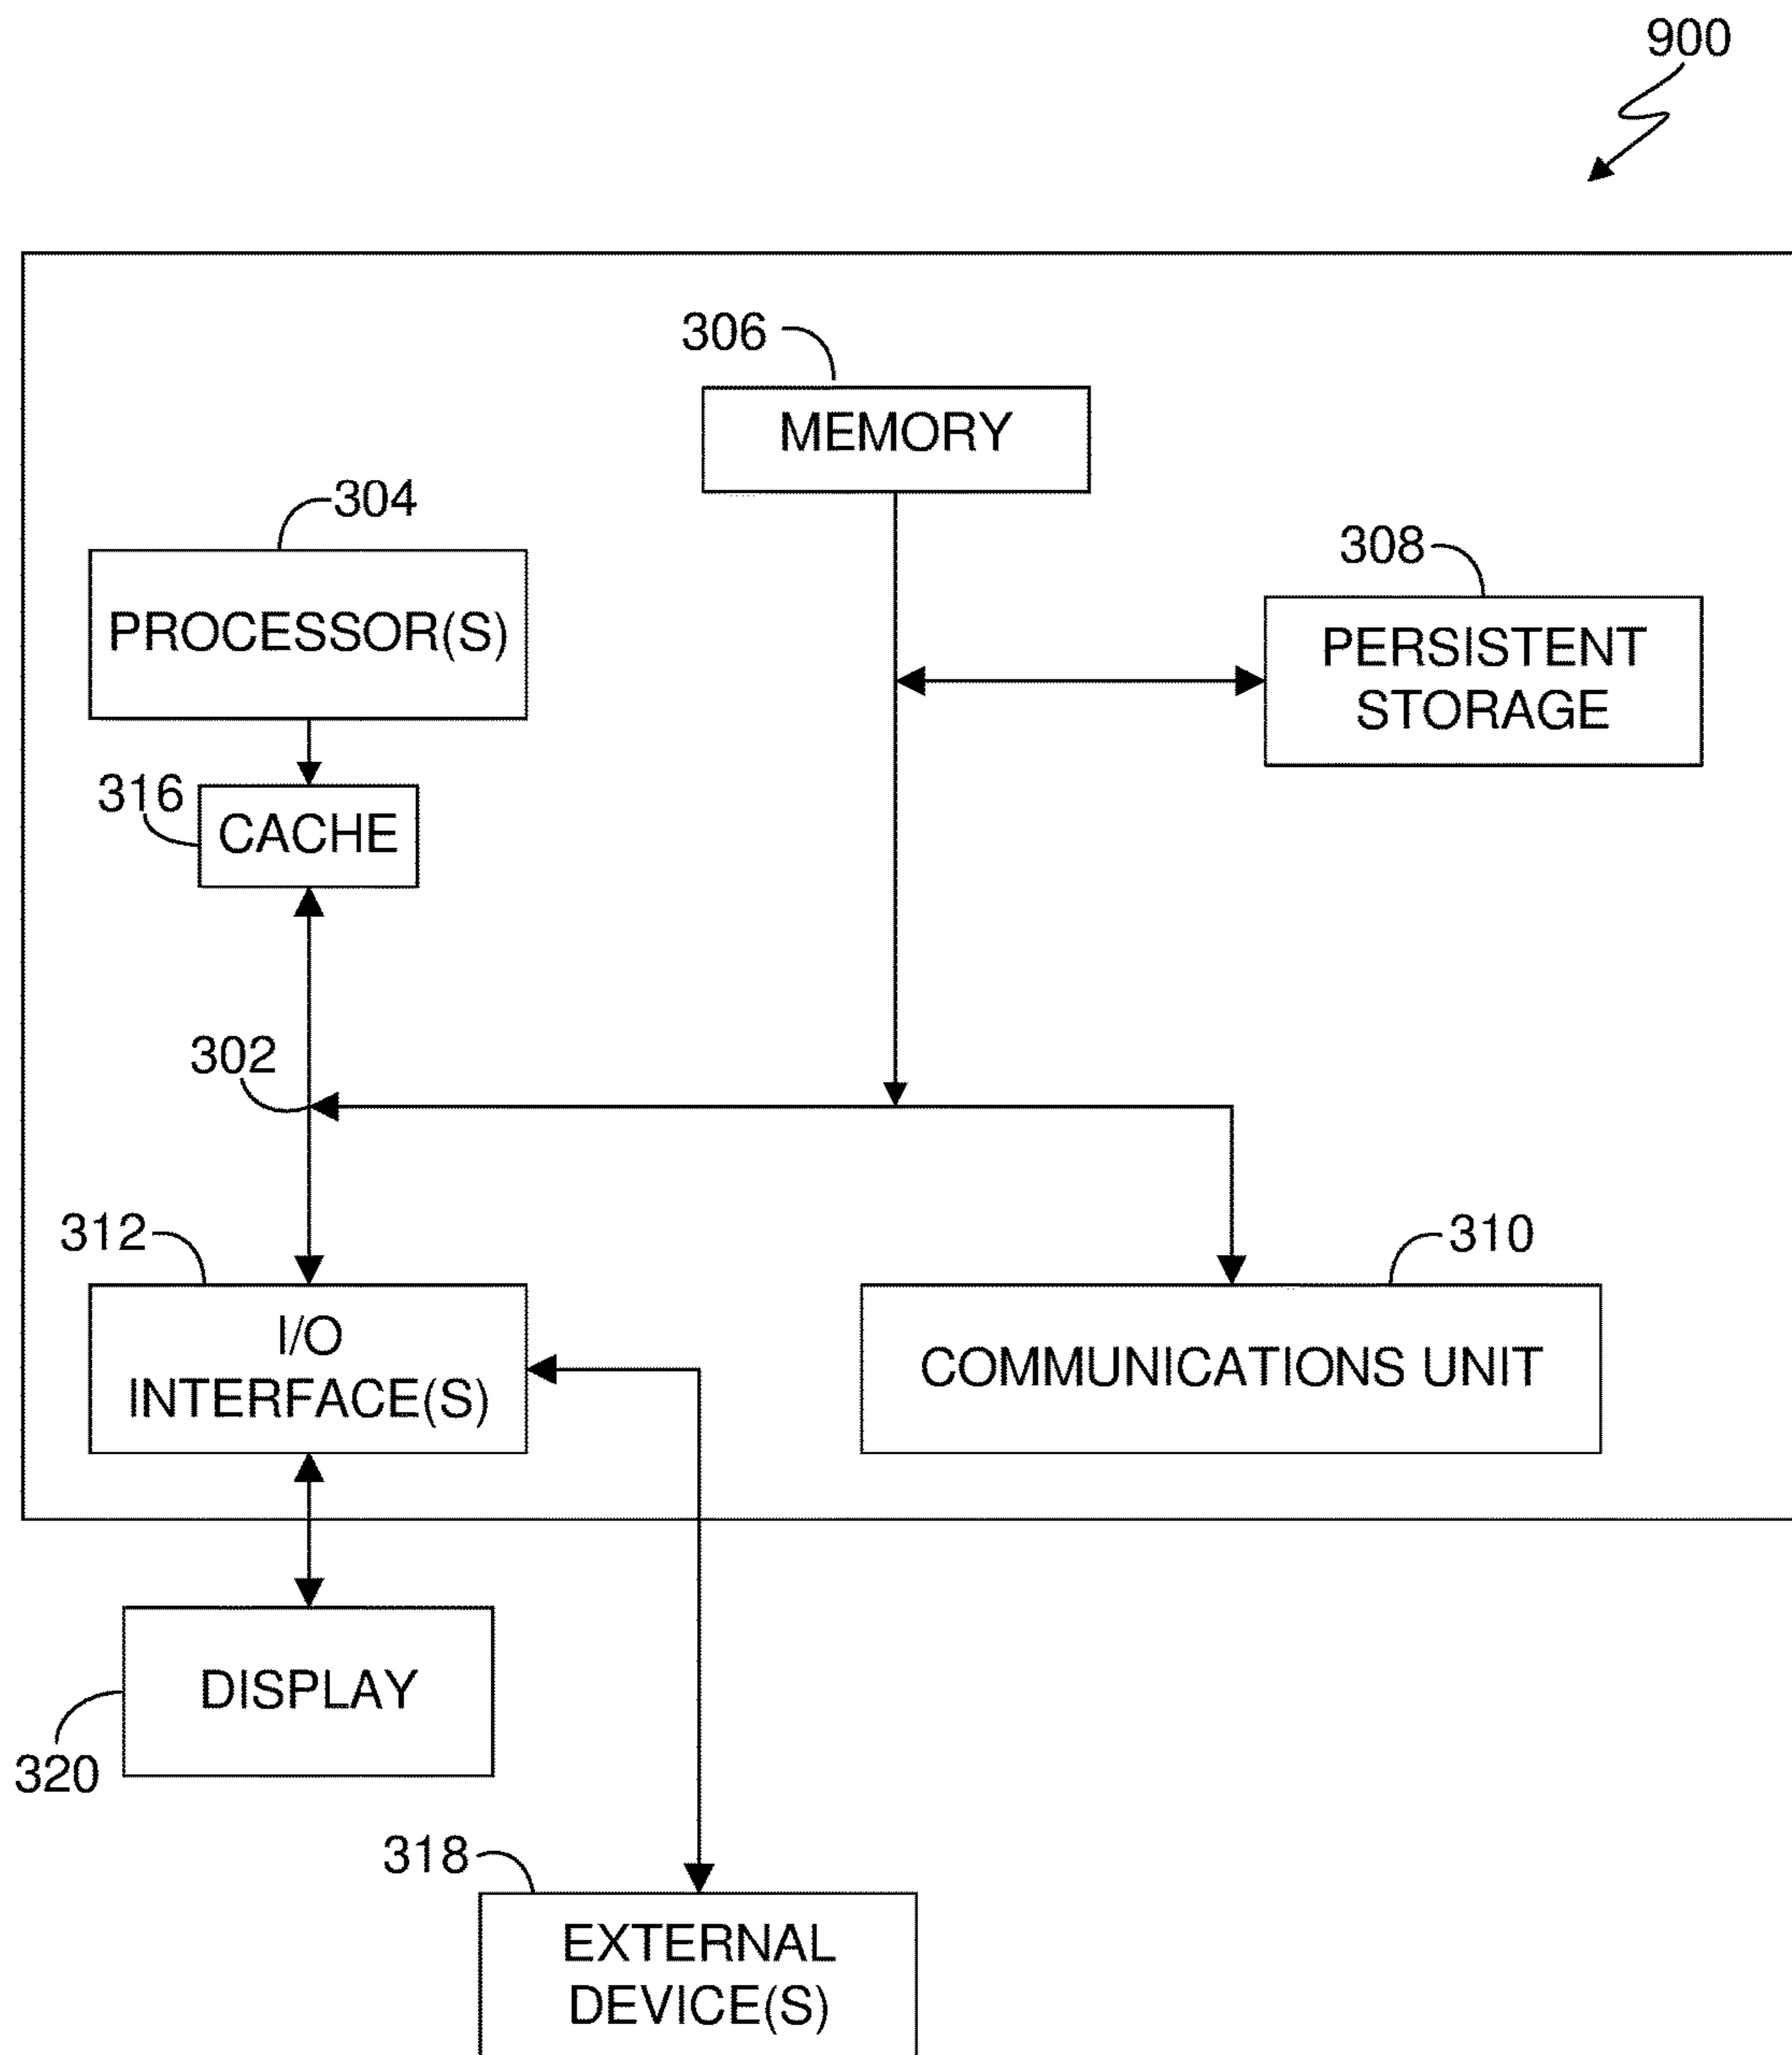 900
306
MEMORY
304
PROCESSOR(S)
308
PERSISTENT
STORAGE
316
CACHE
302
312
I/O
INTERFACE(S)
310
COMMUNICATIONS UNIT
DISPLAY
320
318
EXTERNAL
DEVICE(S)